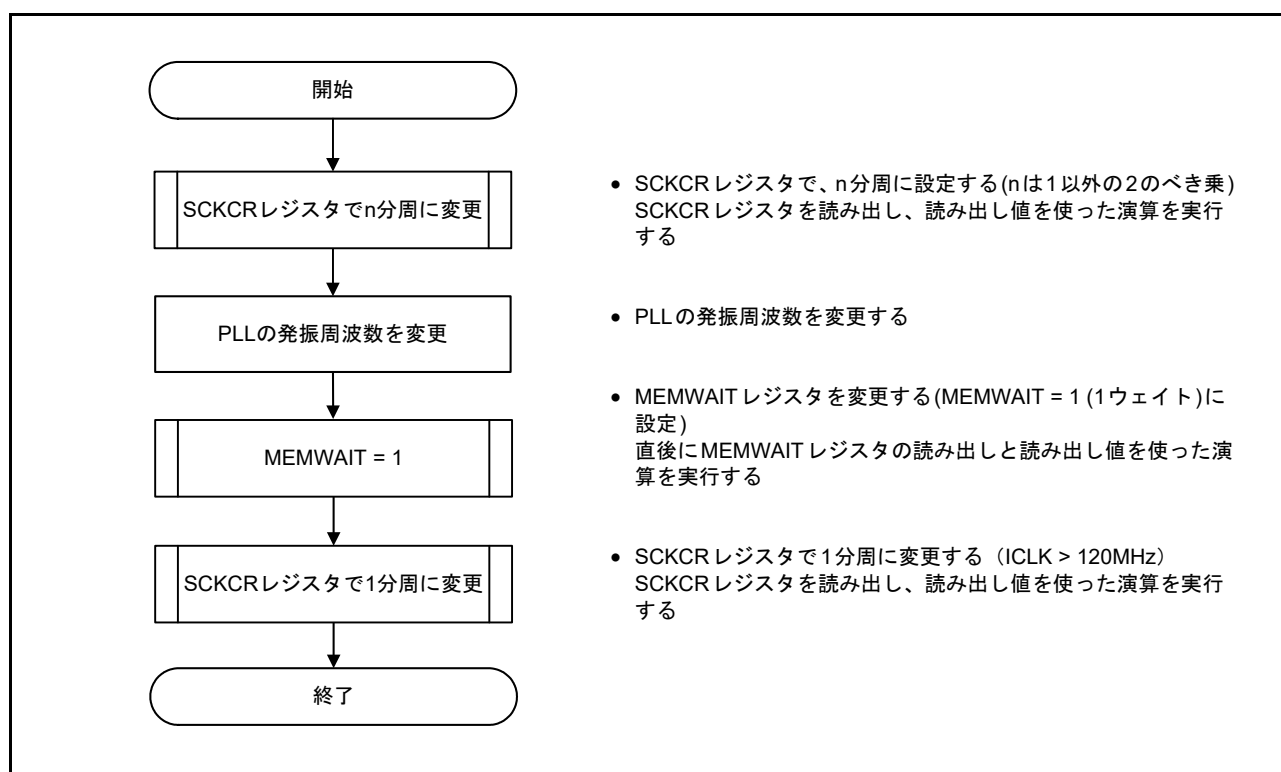 開始
SCKCRレジスタでn分周に変更
• SCKCRレジスタで、n分周に設定する(nは1以外の2のべき乗)
SCKCRレジスタを読み出し、読み出し値を使った演算を実行
する
PLLの発振周波数を変更
• PLLの発振周波数を変更する
MEMWAIT = 1
• MEMWAITレジスタを変更する(MEMWAIT = 1 (1ウェイト)に
設定)
直後にMEMWAITレジスタの読み出しと読み出し値を使った演
算を実行する
SCKCRレジスタで1分周に変更
• SCKCRレジスタで1分周に変更する（ICLK > 120MHz）
SCKCRレジスタを読み出し、読み出し値を使った演算を実行
する
終了